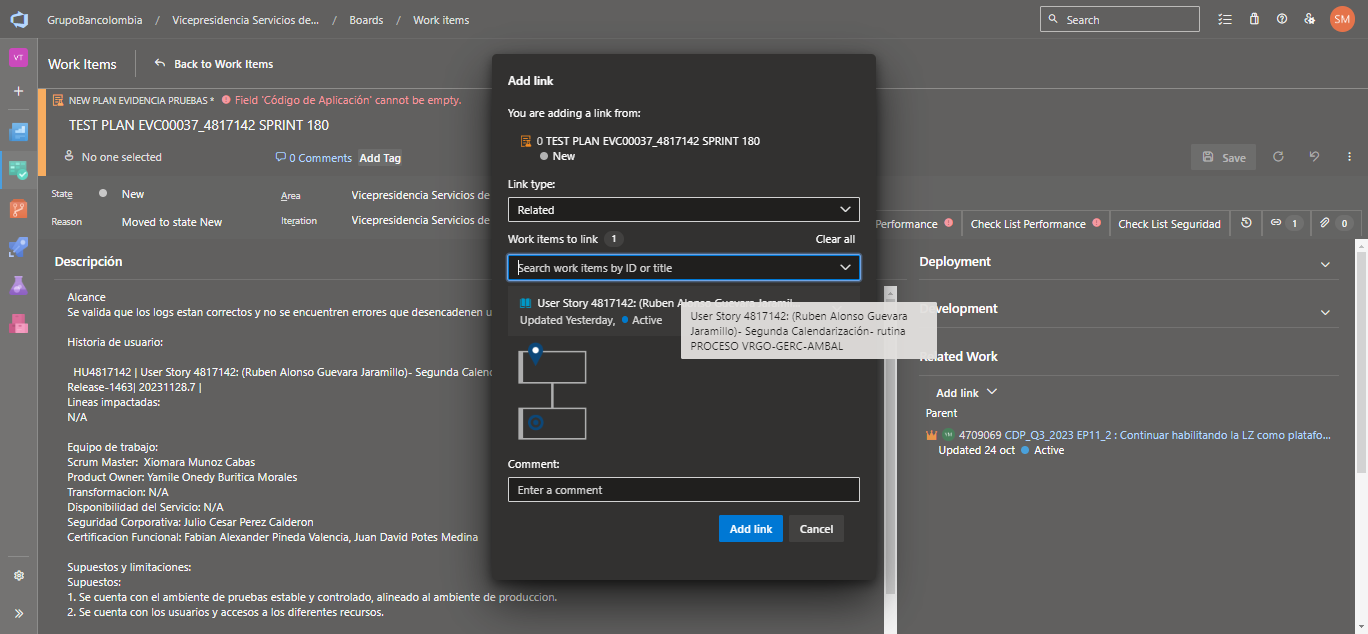 GrupoBancolombia / Vicepresidencia Servicios de... / Boards / Work items
Search
SM
VT
Work Items
Back to Work Items
NEW PLAN EVIDENCIA PRUEBAS * Field 'Código de Aplicación' cannot be empty.
TEST PLAN EVC00037_4817142 SPRINT 180
No one selected
0 Comments
Add Tag
Save
State
New
Area
Vicepresidencia Servicios de
Reason
Moved to state New
Iteration
Vicepresidencia Servicios de
Performance
Check List Performance
Check List Seguridad
1
0
Descripción
Alcance
Se valida que los logs estan correctos y no se encuentren errores que desencadenen u
Historia de usuario:
HU4817142 | User Story 4817142: (Ruben Alonso Guevara Jaramillo)- Segunda Calend
Release-1463| 20231128.7 |
Lineas impactadas:
N/A
Equipo de trabajo:
Scrum Master: Xiomara Munoz Cabas
Product Owner: Yamile Onedy Buritica Morales
Transformacion: N/A
Disponibilidad del Servicio: N/A
Seguridad Corporativa: Julio Cesar Perez Calderon
Certificacion Funcional: Fabian Alexander Pineda Valencia, Juan David Potes Medina
Supuestos y limitaciones:
Supuestos:
1. Se cuenta con el ambiente de pruebas estable y controlado, alineado al ambiente de produccion.
2. Se cuenta con los usuarios y accesos a los diferentes recursos.
Add link
You are adding a link from:
0 TEST PLAN EVC00037_4817142 SPRINT 180
New
Link type:
Related
Work items to link 1
Clear all
Search work items by ID or title
User Story 4817142: (Ruben Alonso Guevara Jaramil
Updated Yesterday, Active
User Story 4817142: (Ruben Alonso Guevara
Jaramillo)- Segunda Calendarización- rutina
PROCESO VRGO-GERC-AMBAL
Comment:
Enter a comment
Add link
Cancel
Deployment
evelopment
Related Work
Add link
Parent
4709069 CDP_Q3_2023 EP11_2 : Continuar habilitando la LZ como platafo...
Updated 24 oct Active